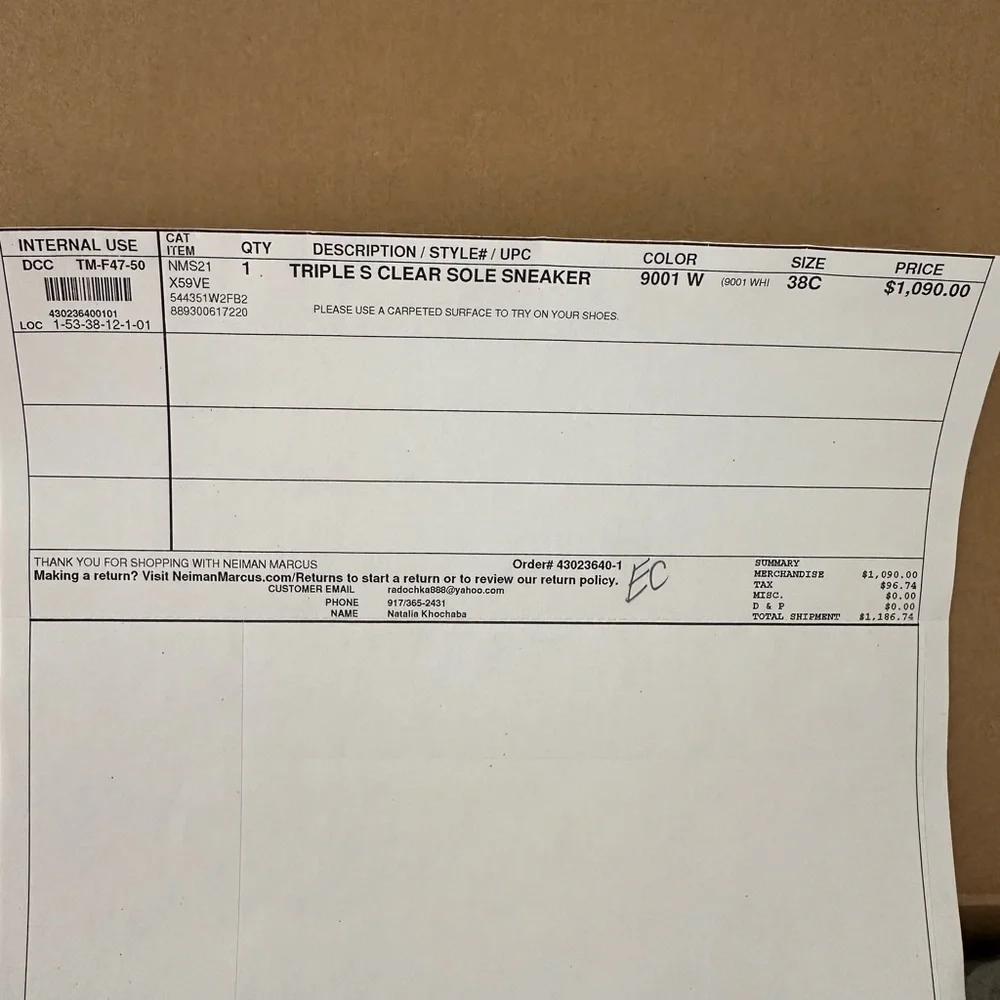 INTERNAL USE CAT ITEM QTY DESCRIPTION / STYLE# / UPC COLOR SIZE PRICE
DCC TM-F47-50 NMS21 1 TRIPLE S CLEAR SOLE SNEAKER 9001 W (9001 WHI 38C $1,090.00
X59VE
544351W2FB2
430236400101 889300617220 PLEASE USE A CARPETED SURFACE TO TRY ON YOUR SHOES.
LOC 1-53-38-12-1-01
THANK YOU FOR SHOPPING WITH NEIMAN MARCUS Order# 43023640-1 EC
Making a return? Visit NeimanMarcus.com/Returns to start a return or to review our return policy.
CUSTOMER EMAIL radochka888@yahoo.com
PHONE 917/365-2431
NAME Natalia Khochaba
SUMMARY
MERCHANDISE $1,090.00
TAX $96.74
MISC. $0.00
D & P $0.00
TOTAL SHIPMENT $1,186.74